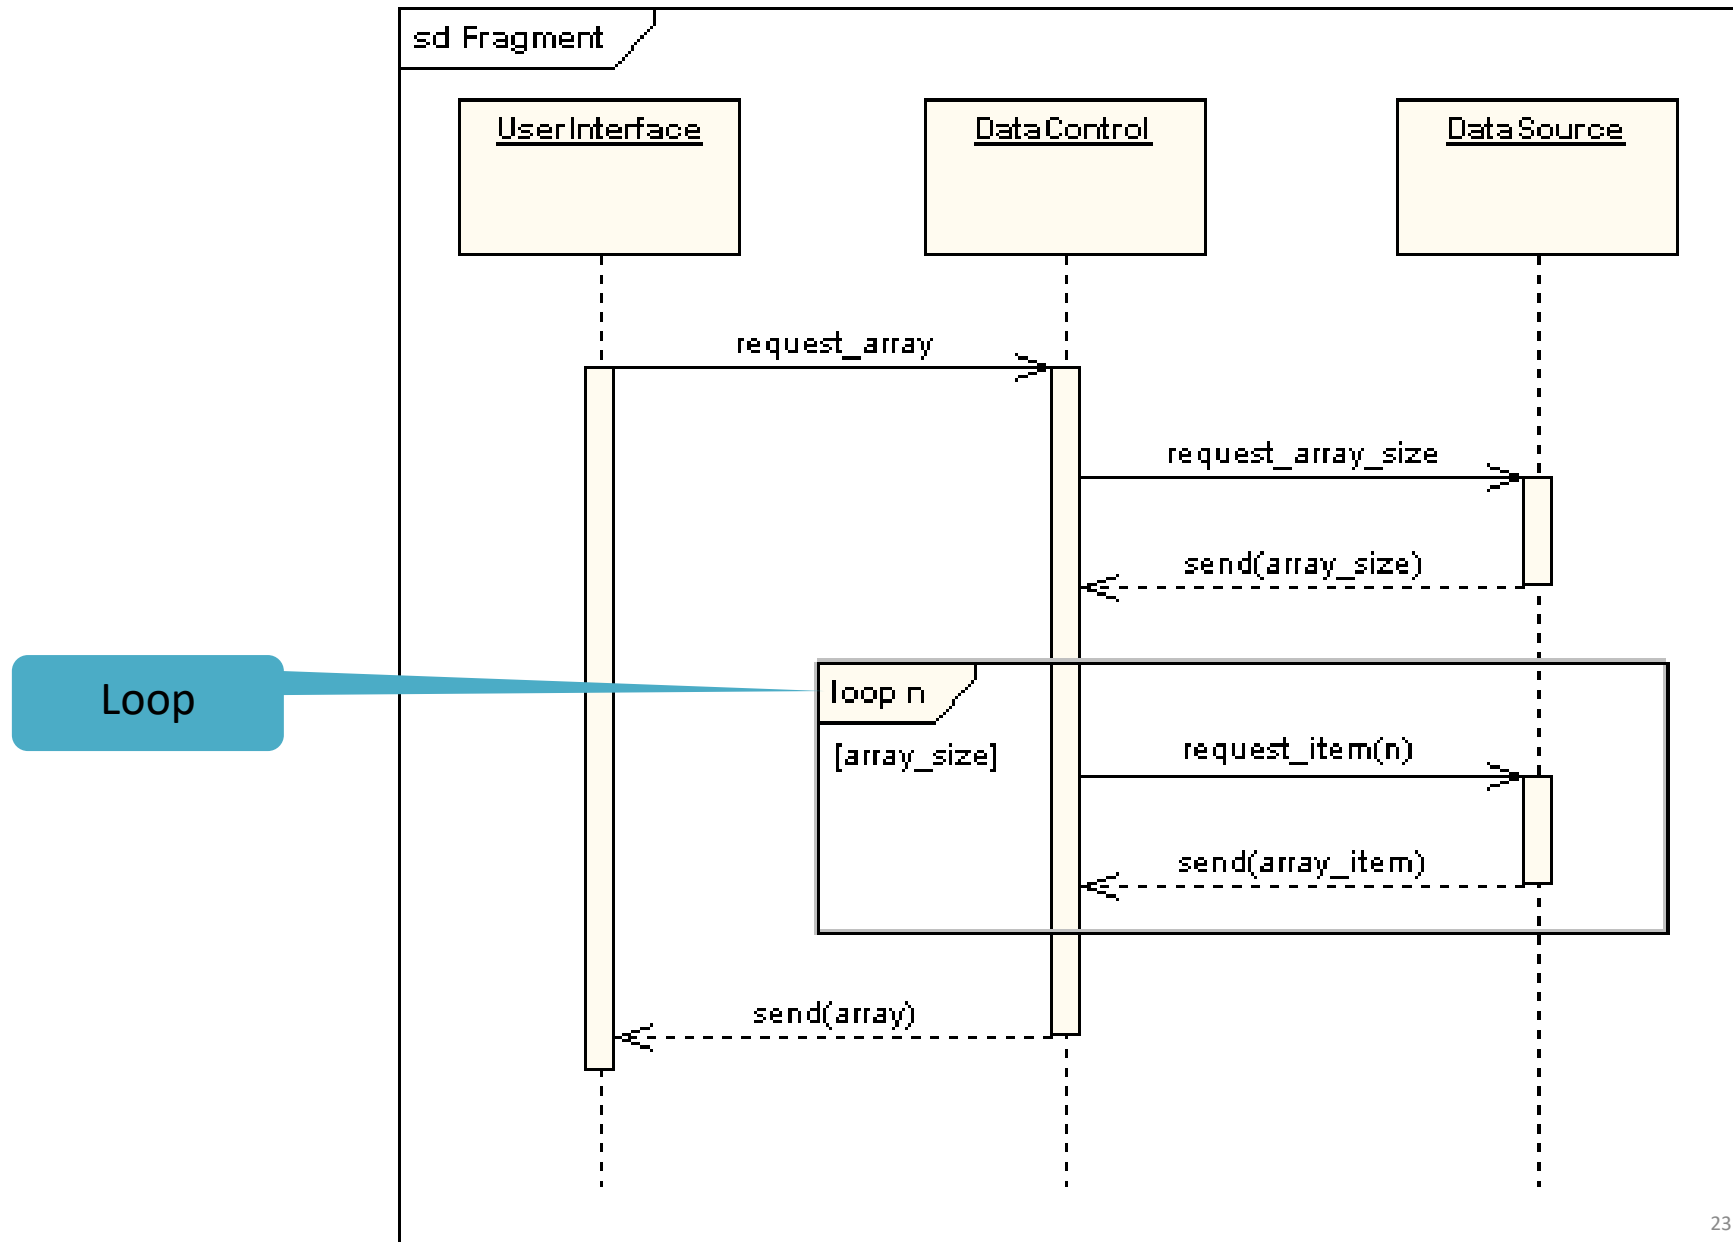 sd Fragment
UserInterface
DataControl
DataSource
request_array
request_array_size
send(array_size)
Loop
loop n
[array_size]
request_item(n)
send(array_item)
send(array)
23